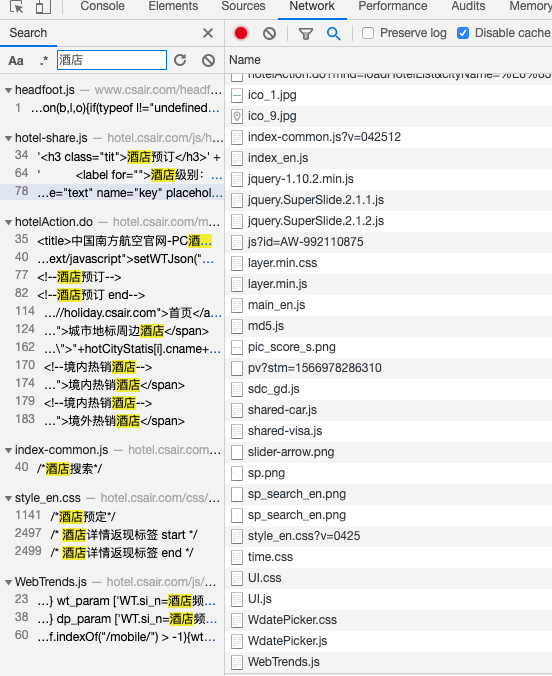 Console Elements Sources Network Performance Audits Memory
Search
Preserve log Disable cache
Aa .* 酒店
Name
headfoot.js — www.csair.com/headf…
1 …on(b,l,o){if(typeof l!="undefined…
hotel-share.js — hotel.csair.com/js/h…
34 '<h3 class="tit">酒店预订</h3>' +
64 ' <label for="">酒店级别：…
78 …e="text" name="key" placehol…
hotelAction.do — hotel.csair.com/m…
35 <title>中国南方航空官网-PC酒…
40 …ext/javascript">setWTJson("…
77 <!--酒店预订-->
82 <!--酒店预订 end-->
114 …//holiday.csair.com">首页</a…
124 …">城市地标周边酒店</span>
162 …\">"+hotCityStatis[i].cname+…
170 <!--境内热销酒店-->
174 …">境内热销酒店</span>
179 <!--境内热销酒店-->
183 …">境外热销酒店</span>
index-common.js — hotel.csair.com…
40 /*酒店搜索*/
style_en.css — hotel.csair.com/css/…
1141 /*酒店预定*/
2497 /* 酒店详情返现标签 start */
2499 /* 酒店详情返现标签 end */
WebTrends.js — hotel.csair.com/js/…
23 …} wt_param ['WT.si_n=酒店频…
38 …} dp_param ['WT.si_n=酒店频…
60 …f.indexOf("/mobile/") > -1){wt…
ico_1.jpg
ico_9.jpg
index-common.js?v=042512
index_en.js
jquery-1.10.2.min.js
jquery.SuperSlide.2.1.1.js
jquery.SuperSlide.2.1.2.js
js?id=AW-992110875
layer.min.css
layer.min.js
main_en.js
md5.js
pic_score_s.png
pv?stm=1566978286310
sdc_gd.js
shared-car.js
shared-visa.js
slider-arrow.png
sp.png
sp_search_en.png
sp_search_en.png
style_en.css?v=0425
time.css
UI.css
UI.js
WdatePicker.css
WdatePicker.js
WebTrends.js